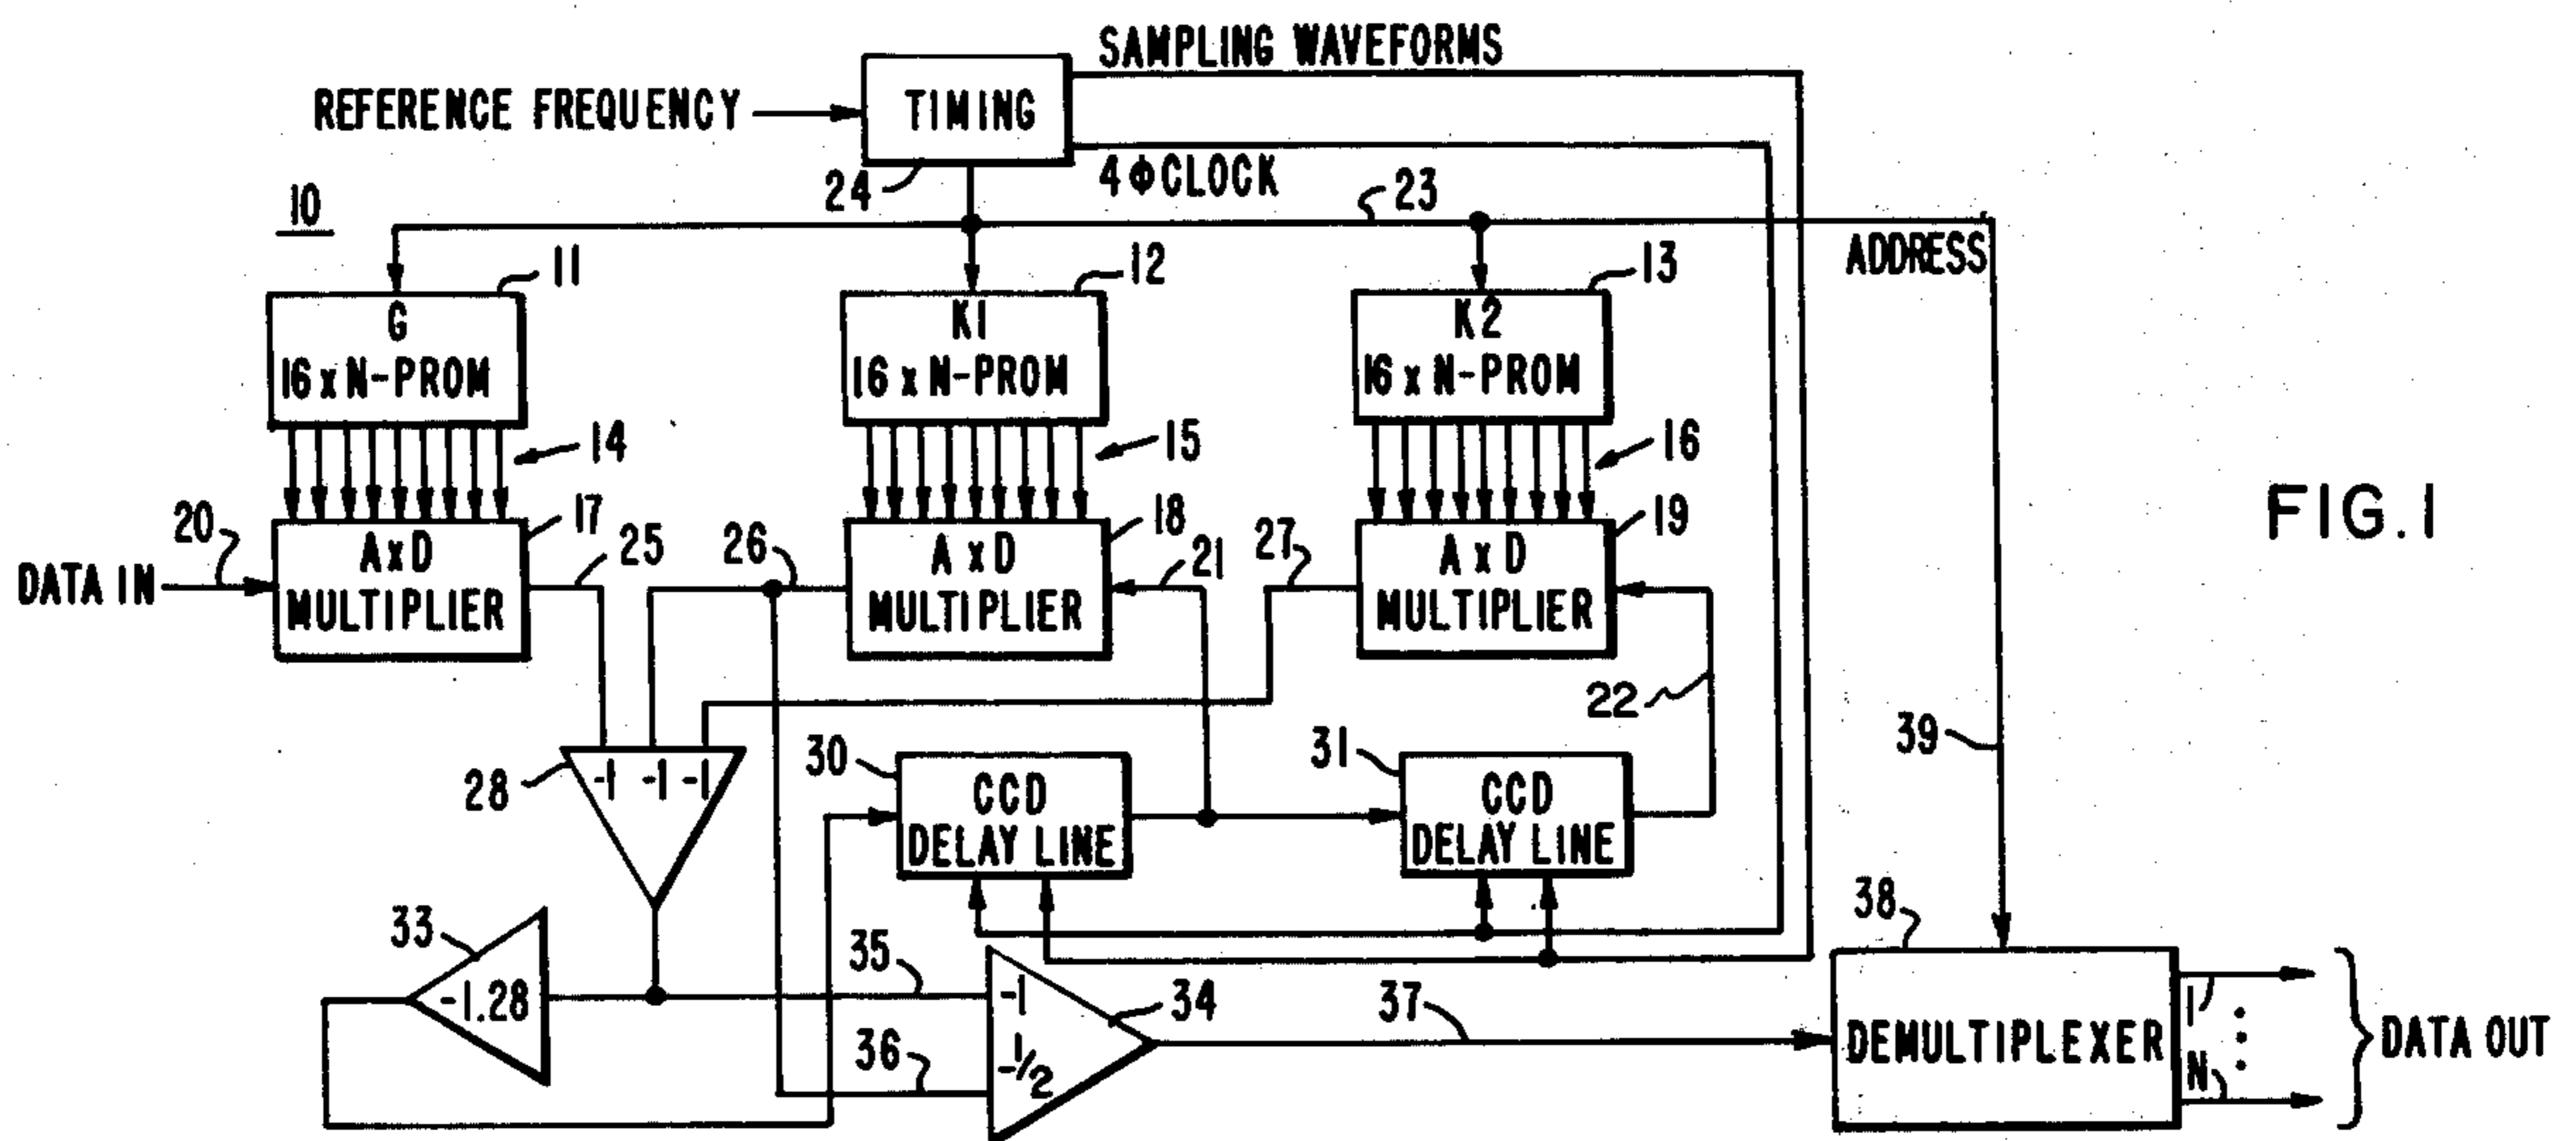 SAMPLING WAVEFORMS
REFERENCE FREQUENCY
TIMING
24
4 Φ CLOCK
10
23
ADDRESS
11
12
13
G
16 x N-PROM
K1
16 x N-PROM
K2
16 x N-PROM
14
15
16
FIG. 1
20
17
25
26
18
21
27
19
DATA IN
A x D
MULTIPLIER
A x D
MULTIPLIER
A x D
MULTIPLIER
22
39
28
-1 -1 -1
30
CCD
DELAY LINE
31
CCD
DELAY LINE
33
-1.28
35
-1
34
36
-1/2
37
38
DEMULTIPLEXER
1
N
DATA OUT